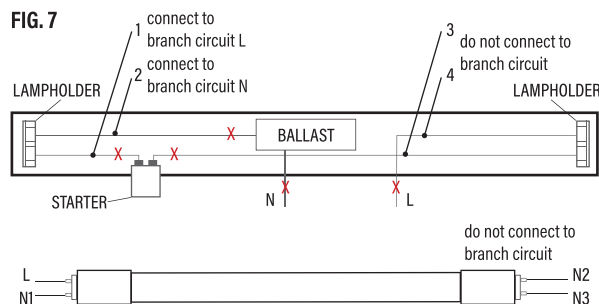 FIG. 7
1 connect to
branch circuit L
2 connect to
branch circuit N
3 do not connect to
4 branch circuit
LAMPHOLDER
LAMPHOLDER
BALLAST
STARTER
N
L
do not connect to
branch circuit
L
N1
N2
N3